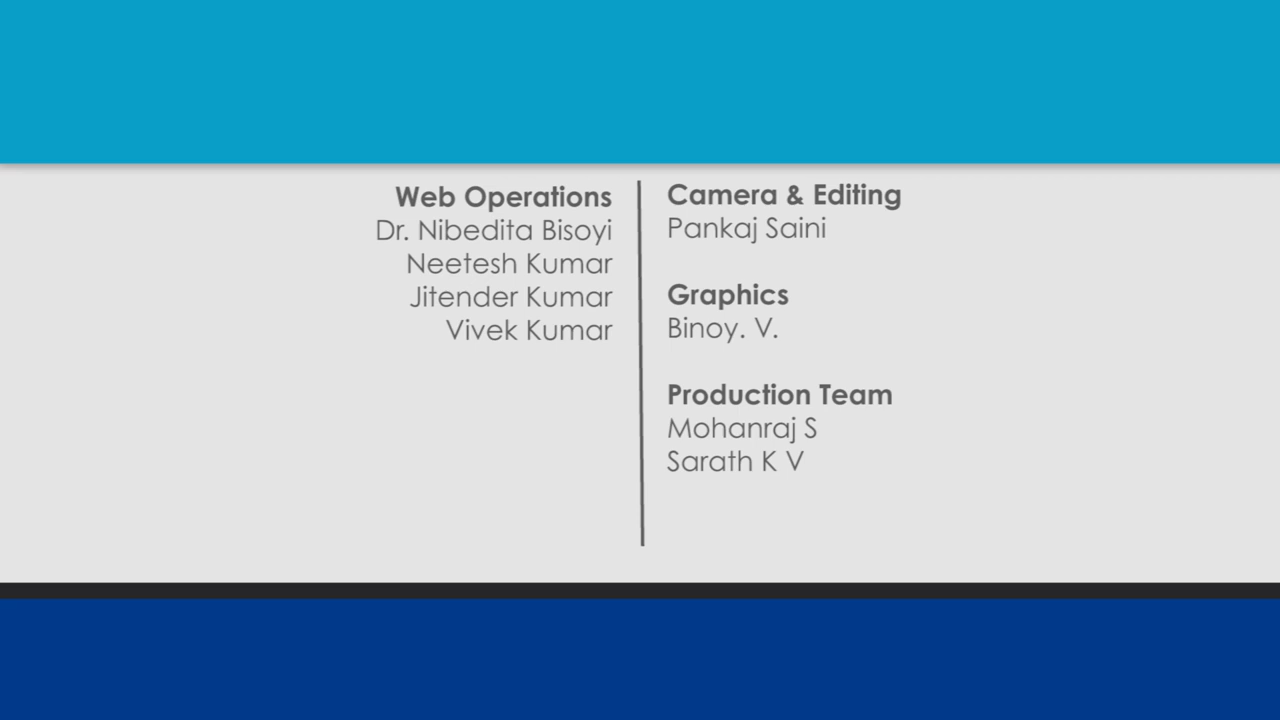 Web Operations
Dr. Nibedita Bisoyi
Neetesh Kumar
Jitender Kumar
Vivek Kumar
Camera & Editing
Pankaj Saini
Graphics
Binoy. V.
Production Team
Mohanraj S
Sarath K V